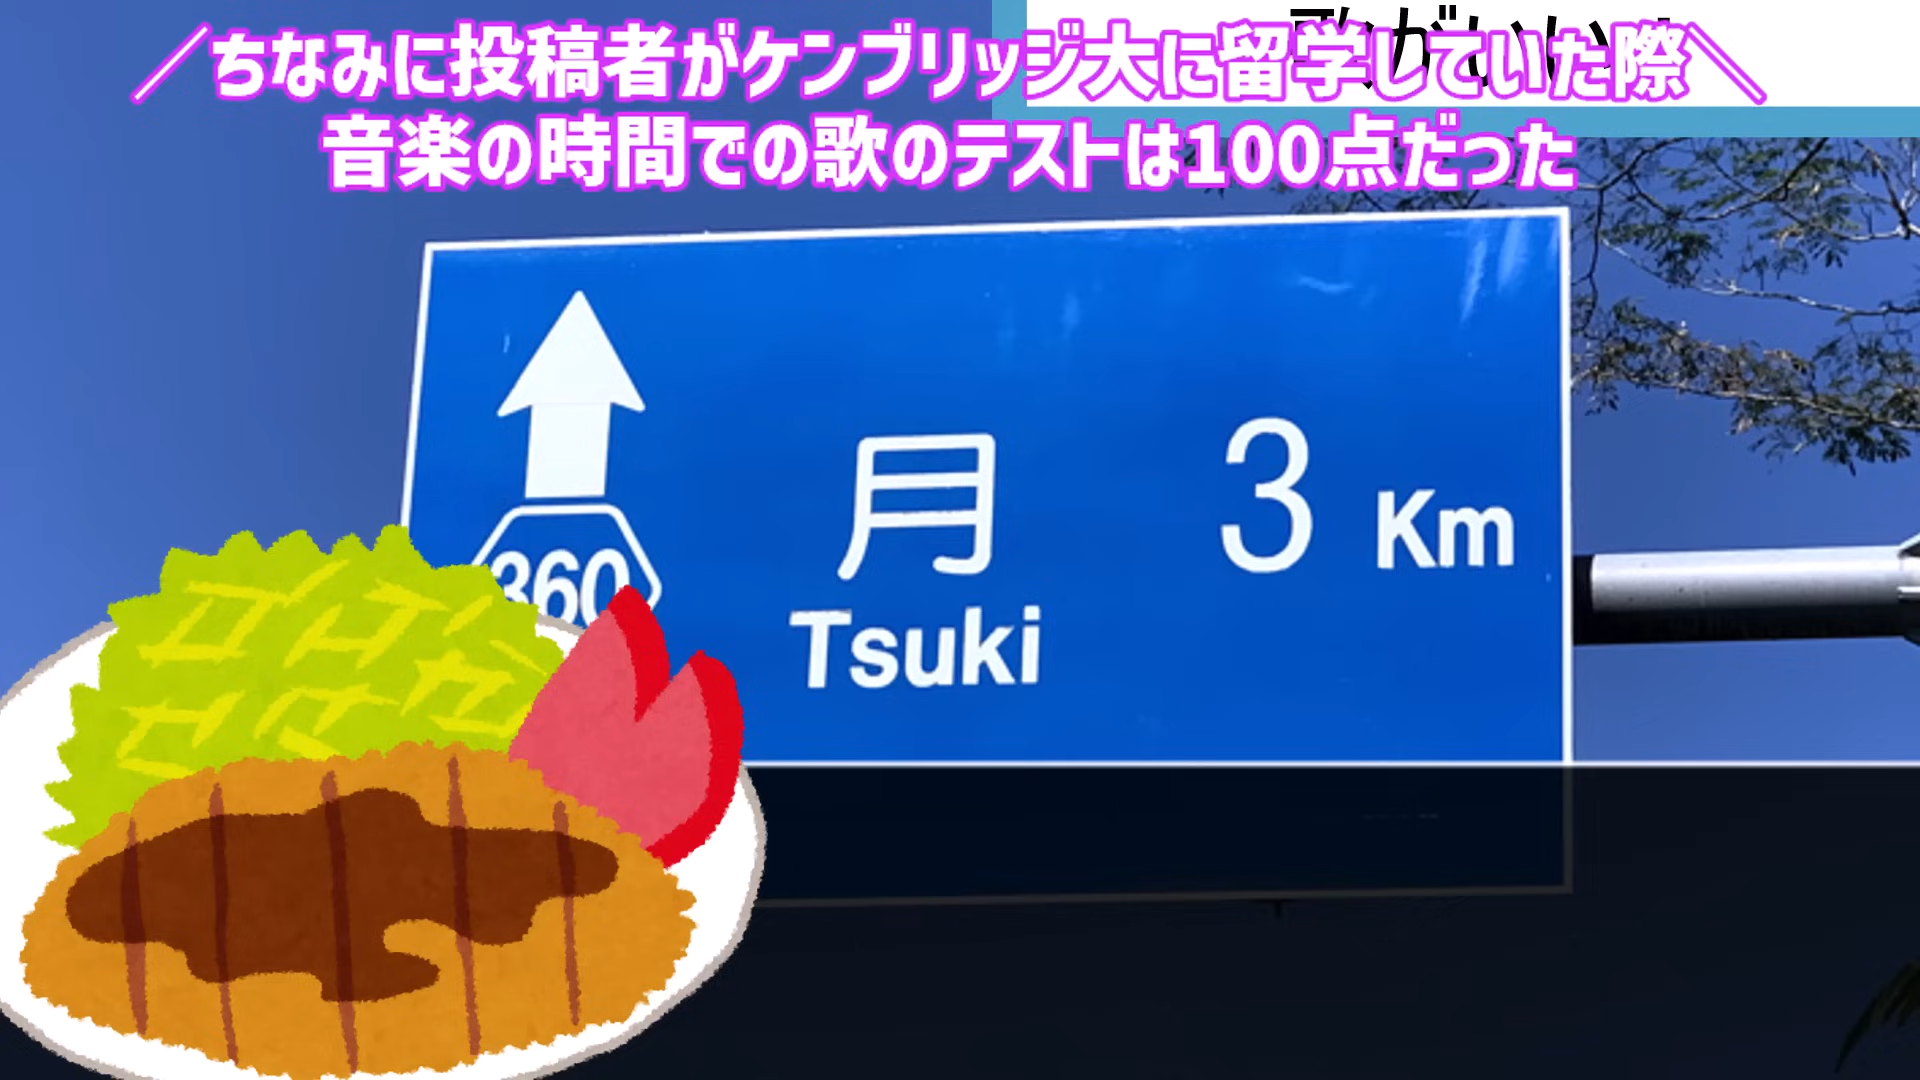 ／ちなみに投稿者がケンブリッジ大に留学していた際＼
音楽の時間での歌のテストは100点だった
360
月
3 Km
Tsuki